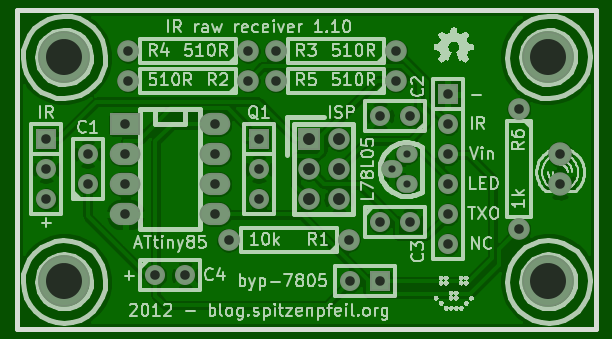 IR raw receiver 1.10
R4 510R
R3 510R
510R R2
R5 510R
C2
IR
C1
Q1
ISP
-
IR
Vin
LED
TXO
NC
R6
1k
L78L05
+
ATtiny85
10k R1
C3
+
C4
byp-7805
2012 - blog.spitzenpfeil.org